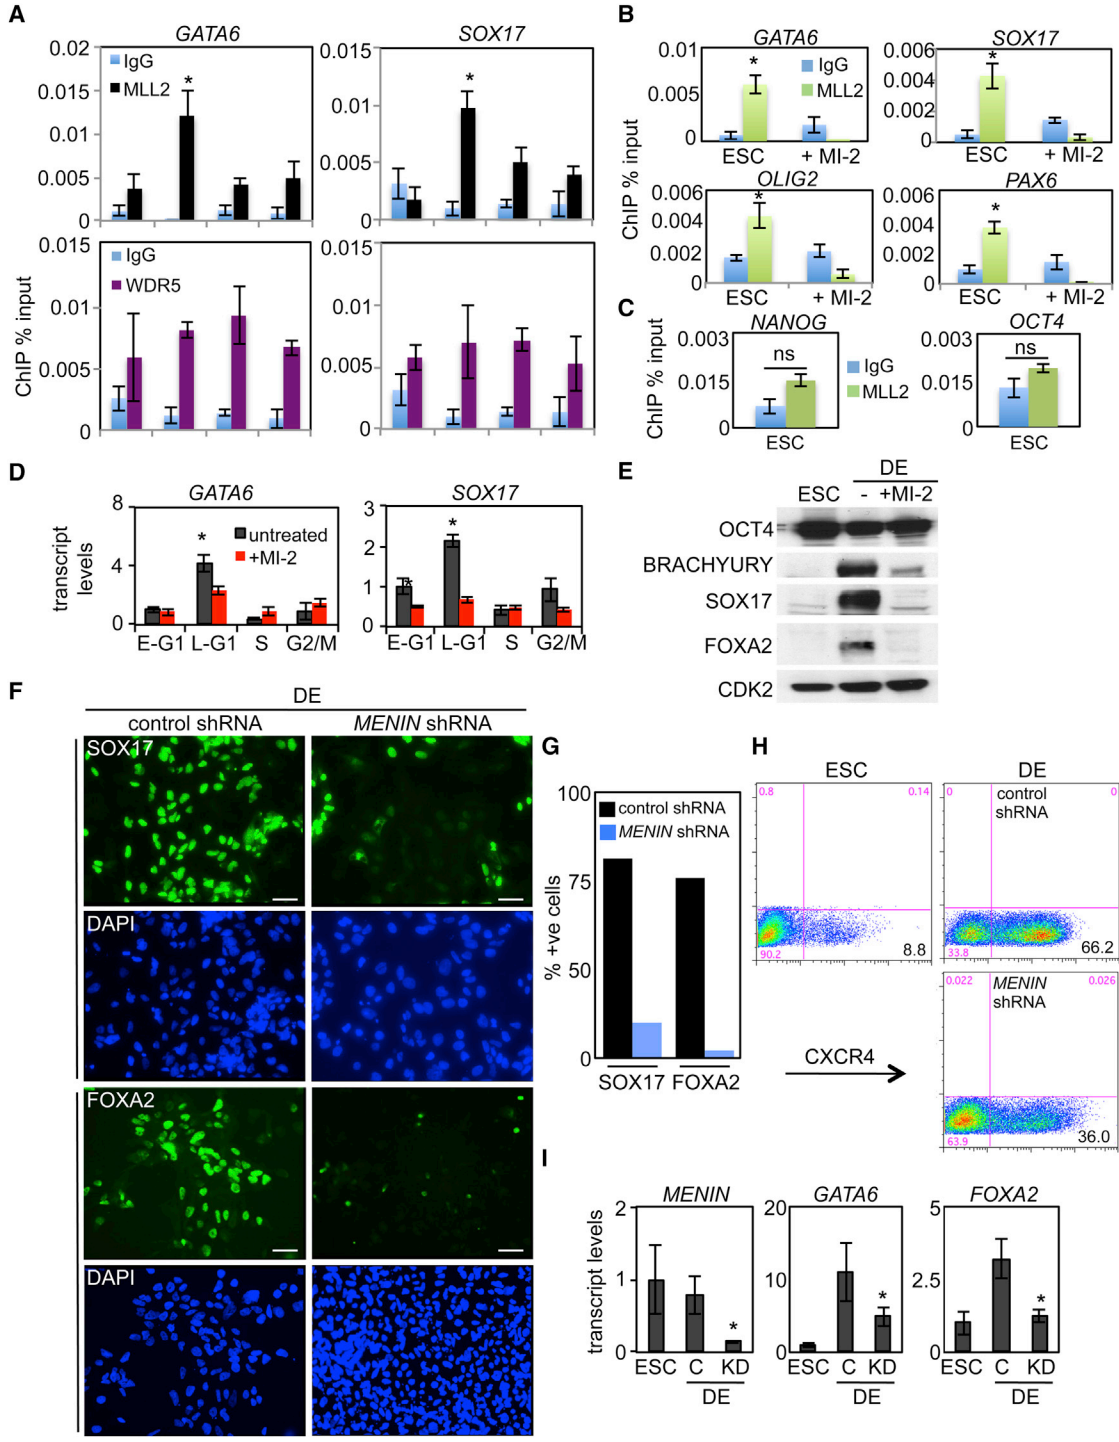 A
GATA6
SOX17
0.02
0.015
0.01
0.005
0
IgG
MLL2
*
0.015
0.01
0.005
0
*
ChIP % input
0.015
0.01
0.005
0
IgG
WDR5
0.015
0.01
0.005
0
B
GATA6
SOX17
ChIP % input
0.01
0.005
0
*
IgG
MLL2
ESC
+ MI-2
0.006
0.004
0.002
0
*
ESC
+ MI-2
OLIG2
PAX6
0.006
0.004
0.002
0
*
ESC
+ MI-2
0.006
0.004
0.002
0
*
ESC
+ MI-2
C
NANOG
OCT4
ChIP % input
0.003
0.015
0
ns
ESC
IgG
MLL2
0.003
0.015
0
ns
ESC
D
GATA6
SOX17
transcript levels
8
4
0
*
untreated
+MI-2
E-G1
L-G1
S
G2/M
3
2
1
0
*
*
E-G1
L-G1
S
G2/M
E
DE
ESC - +MI-2
OCT4
BRACHYURY
SOX17
FOXA2
CDK2
F
DE
control shRNA
MENIN shRNA
SOX17
DAPI
FOXA2
DAPI
G
% +ve cells
100
75
50
0
control shRNA
MENIN shRNA
SOX17
FOXA2
H
ESC
DE
0.8
0.14
90.2
8.8
0
0
control
shRNA
33.8
66.2
CXCR4
0.022
0.026
MENIN
shRNA
63.9
36.0
I
MENIN
GATA6
FOXA2
transcript levels
2
1
0
*
ESC C KD
DE
20
10
0
*
ESC C KD
DE
5
2.5
0
*
ESC C KD
DE